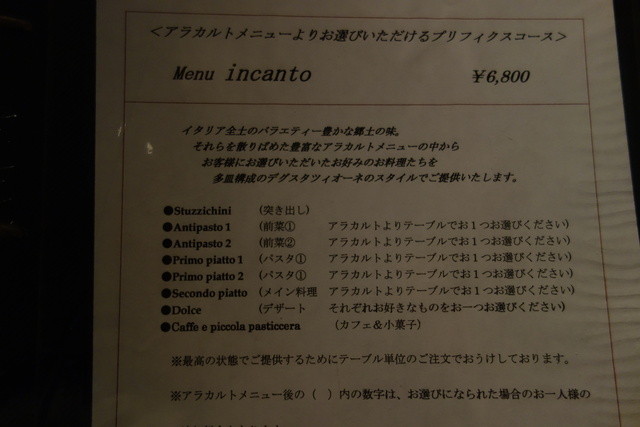 ＜アラカルトメニューよりお選びいただけるプリフィクスコース＞
Menu incanto ￥6,800
イタリア全土のバラエティー豊かな郷土の味。
それらを散りばめた豊富なアラカルトメニューの中から
お客様にお選びいただいたお好みのお料理たちを
多皿構成のデグスタツィオーネのスタイルでご提供いたします。
●Stuzzichini (突き出し)
●Antipasto 1 (前菜① アラカルトよりテーブルでお１つお選びください)
●Antipasto 2 (前菜② アラカルトよりテーブルでお１つお選びください)
●Primo piatto 1 (パスタ① アラカルトよりテーブルでお１つお選びください)
●Primo piatto 2 (パスタ① アラカルトよりテーブルでお１つお選びください)
●Secondo piatto (メイン料理 アラカルトよりテーブルでお１つお選びください)
●Dolce (デザート それぞれお好きなものをお一つお選びください)
●Caffe e piccola pasticcera (カフェ＆小菓子)
※最高の状態でご提供するためにテーブル単位のご注文でおうけしております。
※アラカルトメニュー後の（　）内の数字は、お選びになられた場合のお一人様の